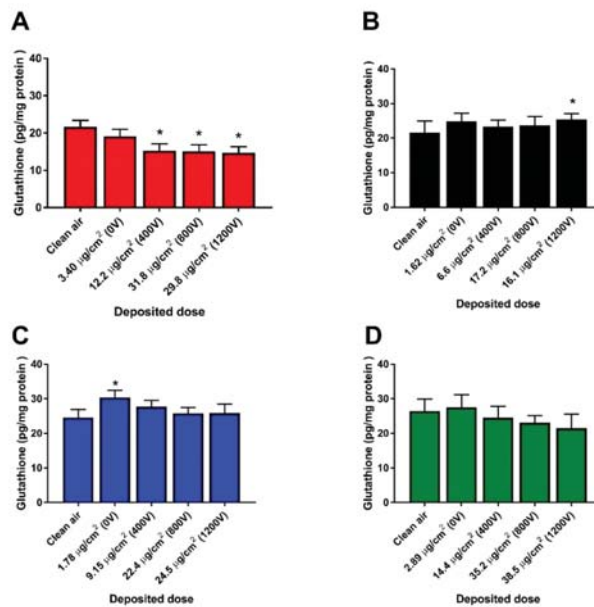 A
Glutathione (pg/mg protein )
40
30
20
10
0
*
*
*
Clean air
3.40 µg/cm² (0V)
12.2 µg/cm² (400V)
31.8 µg/cm² (800V)
29.8 µg/cm² (1200V)
Deposited dose
B
Glutathione (pg/mg protein )
40
30
20
10
0
*
Clean air
1.62 µg/cm² (0V)
6.6 µg/cm² (400V)
17.2 µg/cm² (800V)
16.1 µg/cm² (1200V)
Deposited dose
C
Glutathione (pg/mg protein )
40
30
20
10
0
*
Clean air
1.78 µg/cm² (0V)
9.15 µg/cm² (400V)
22.4 µg/cm² (800V)
24.5 µg/cm² (1200V)
Deposited dose
D
Glutathione (pg/mg protein )
40
30
20
10
0
Clean air
2.89 µg/cm² (0V)
14.4 µg/cm² (400V)
35.2 µg/cm² (800V)
38.5 µg/cm² (1200V)
Deposited dose